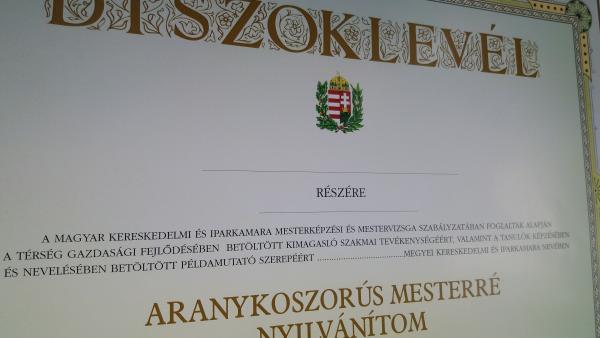 DÍSZOKLEVÉL
RÉSZÉRE
A MAGYAR KERESKEDELMI ÉS IPARKAMARA MESTERKÉPZÉSI ÉS MESTERVIZSGA SZABÁLYZATÁBAN FOGLALTAK ALAPJÁN
A TÉRSÉG GAZDASÁGI FEJLŐDÉSÉBEN BETÖLTÖTT KIMAGASLÓ SZAKMAI TEVÉKENYSÉGÉÉRT, VALAMINT A TANULÓK KÉPZÉSÉBEN
ÉS NEVELÉSÉBEN BETÖLTÖTT PÉLDAMUTATÓ SZEREPÉÉRT ..............................MEGYEI KERESKEDELMI ÉS IPARKAMARA NEVÉBEN
ARANYKOSZORÚS MESTERRÉ
NYILVÁNÍTOM